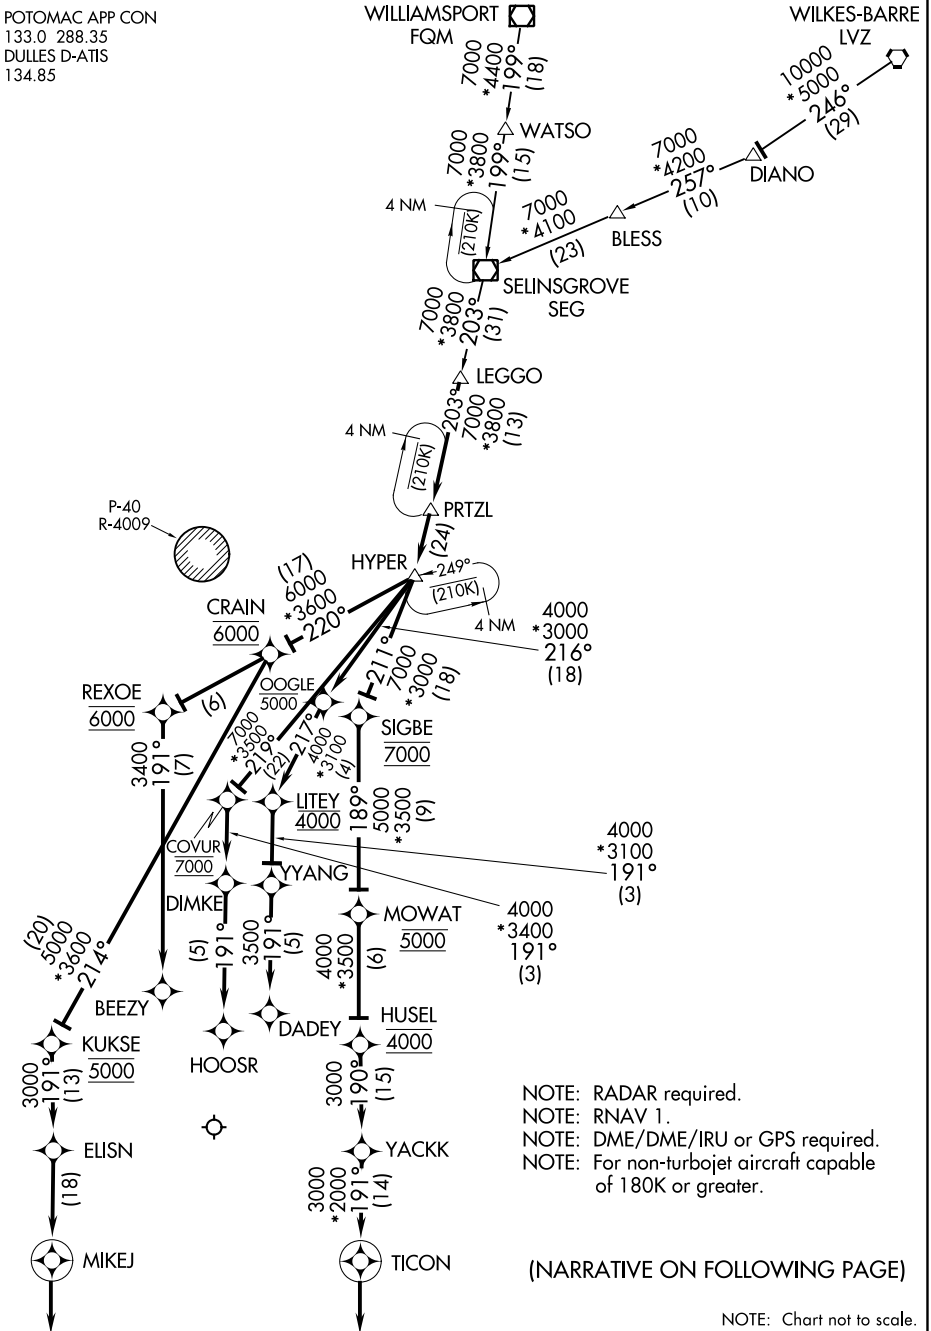 POTOMAC APP CON
133.0 288.35
DULLES D-ATIS
134.85
WILLIAMSPORT
FQM
WILKES-BARRE
LVZ
7000
*4400
199°
(18)
10000
*5000
246°
(29)
WATSO
7000
*3800
199°
(15)
7000
*4200
257°
(10)
DIANO
4 NM
(210K)
7000
*4100
(23)
BLESS
SELINSGROVE
SEG
7000
*3800
203°
(31)
LEGGO
203°
7000
*3800
(13)
4 NM
(210K)
PRTZL
P-40
R-4009
(24)
HYPER
249°
(210K)
4 NM
(17)
6000
*3600
220°
CRAIN
6000
4000
*3000
216°
(18)
211°
7000
*3000
(18)
OOGLE
5000
REXOE
6000
(6)
SIGBE
7000
7000
*3500
219°
(22)
217°
4000
*3100
(4)
3400
191°
(7)
LITEY
4000
189°
5000
*3500
(9)
COVUR
7000
4000
*3100
191°
(3)
YYANG
DIMKE
MOWAT
5000
4000
*3400
191°
(3)
(20)
5000
*3600
214°
(5)
191°
3500
191°
(5)
4000
*3500
(6)
BEEZY
DADEY
HUSEL
4000
KUKSE
5000
HOOSR
3000
191°
(13)
3000
190°
(15)
NOTE: RADAR required.
NOTE: RNAV 1.
NOTE: DME/DME/IRU or GPS required.
NOTE: For non-turbojet aircraft capable
of 180K or greater.
ELISN
YACKK
(18)
3000
*2000
191°
(14)
MIKEJ
TICON
(NARRATIVE ON FOLLOWING PAGE)
NOTE: Chart not to scale.